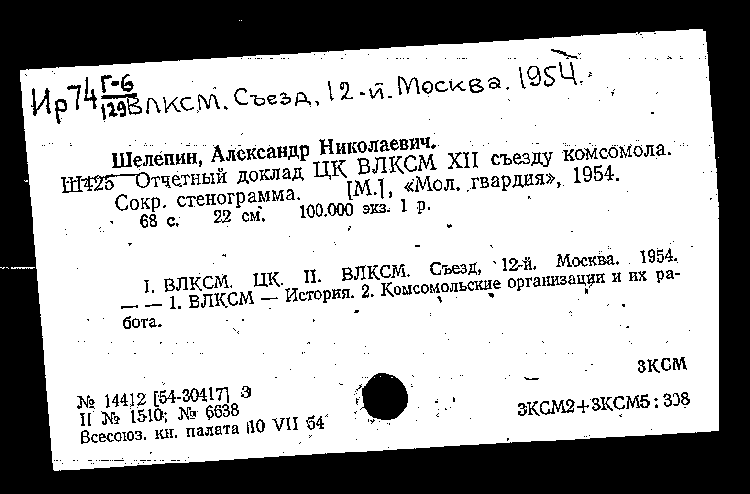 Ир74 Г-6/129 ВЛКСМ. Съезд, 12-й. Москва. 1954.
Шелепин, Александр Николаевич.
Ш425 Отчетный доклад ЦК ВЛКСМ XII съезду комсомола.
Сокр. стенограмма. [М.], «Мол. гвардия», 1954.
68 с. 22 см. 100.000 экз. 1 р.
I. ВЛКСМ. ЦК. II. ВЛКСМ. Съезд, 12-й. Москва. 1954.
— — 1. ВЛКСМ — История. 2. Комсомольские организации и их ра-
бота.
3КСМ
№ 14412 [54-30417] З
II № 1510; № 6638
Всесоюз. кн. палата 10 VII 54
3КСМ2+3КСМ5:308